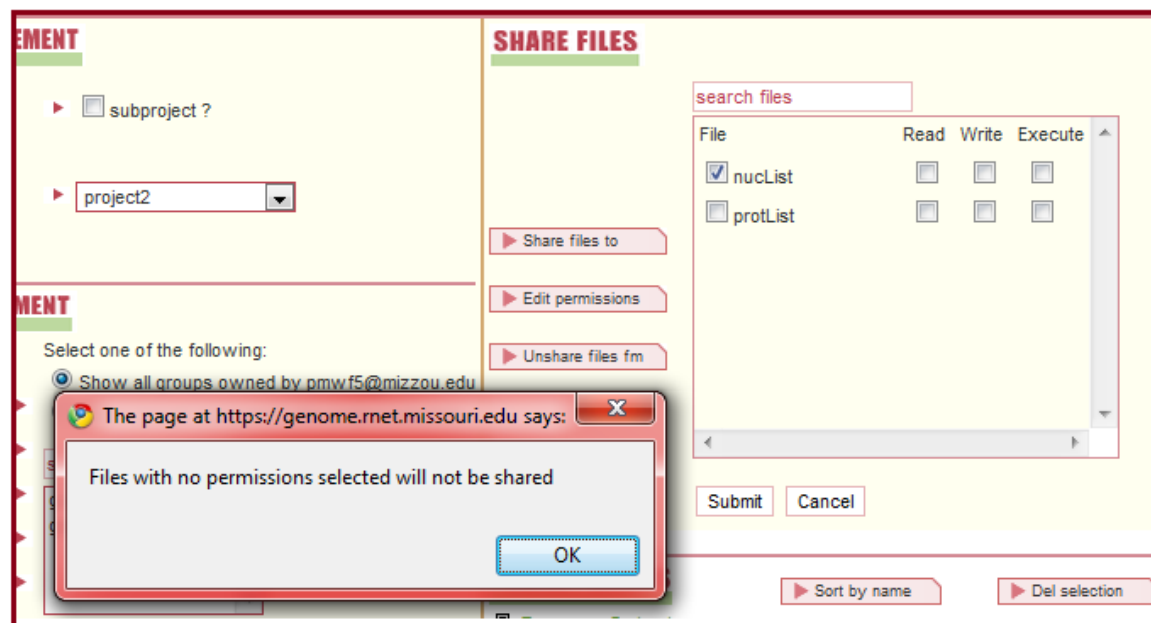 EMENT
subproject ?
project2
MENT
Select one of the following:
Show all groups owned by pmwf5@mizzou.edu
SHARE FILES
search files
File Read Write Execute
nucList
protList
Share files to
Edit permissions
Unshare files fm
Submit Cancel
The page at https://genome.rnet.missouri.edu says:
Files with no permissions selected will not be shared
OK
Sort by name Del selection